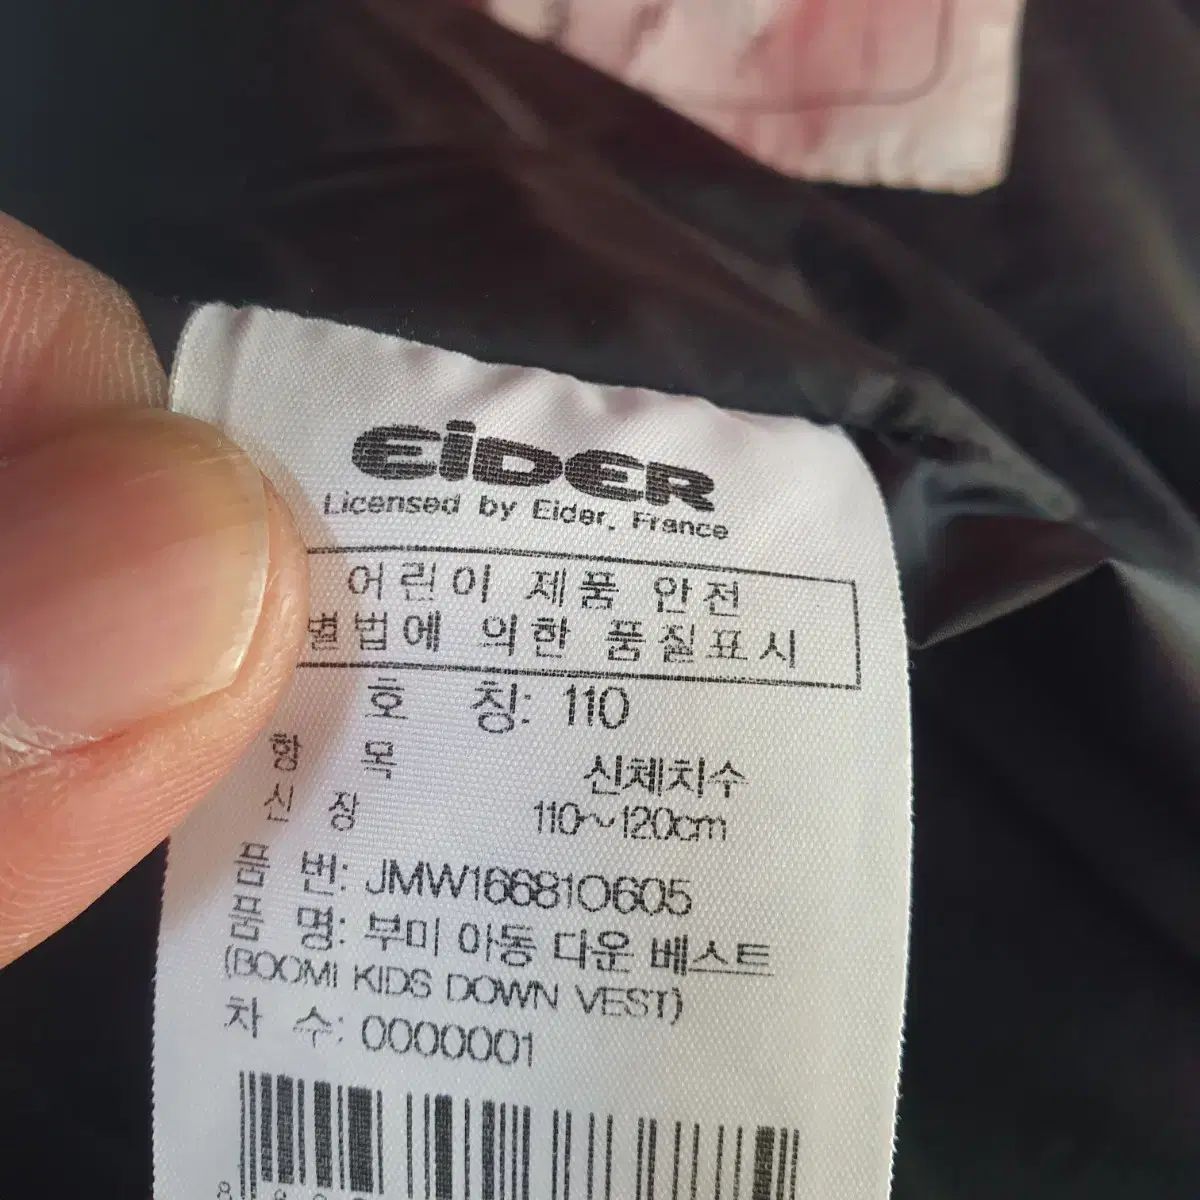 EiDER
Licensed by Eider, France
어린이 제품 안전
별법에 의한 품질표시
호 칭: 110
항 목 신체치수
신 장 110~120cm
품 번: JMW16681O605
품 명: 부미 아동 다운 베스트
(BOOMI KIDS DOWN VEST)
차 수: 0000001